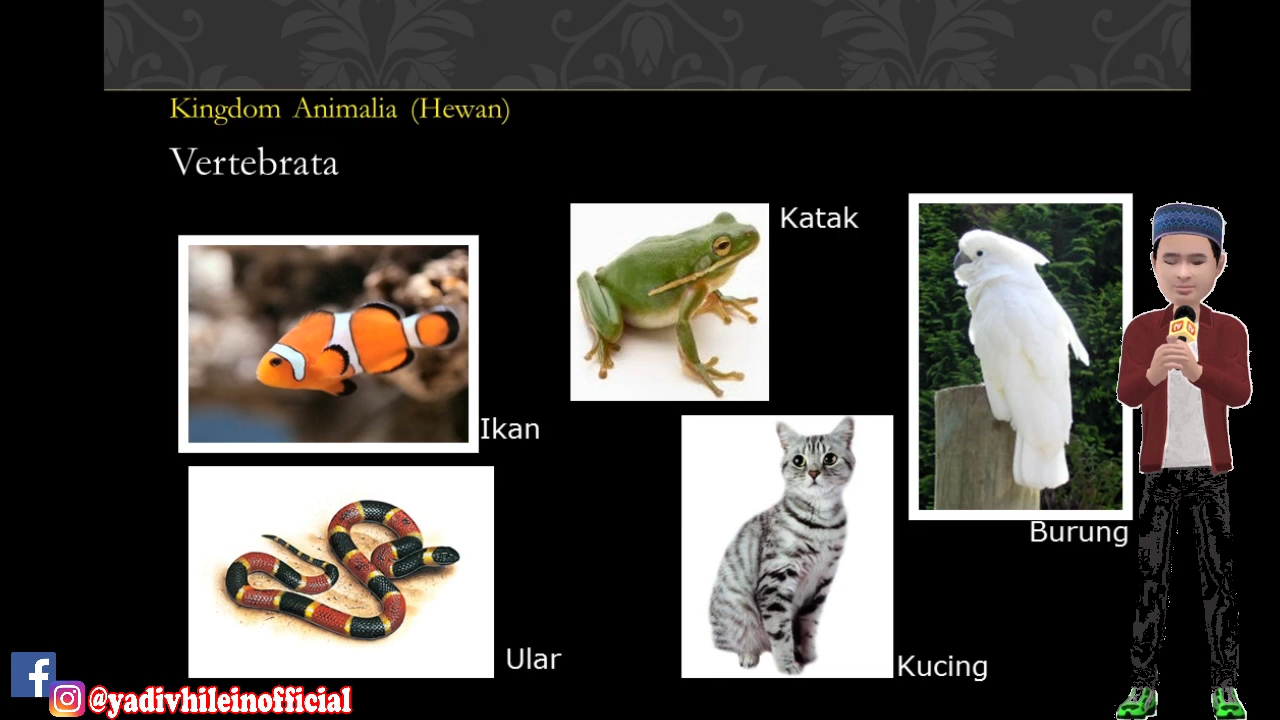 Kingdom Animalia (Hewan)
Vertebrata
Katak
Ikan
Burung
Ular
Kucing
@yadivhileinofficial